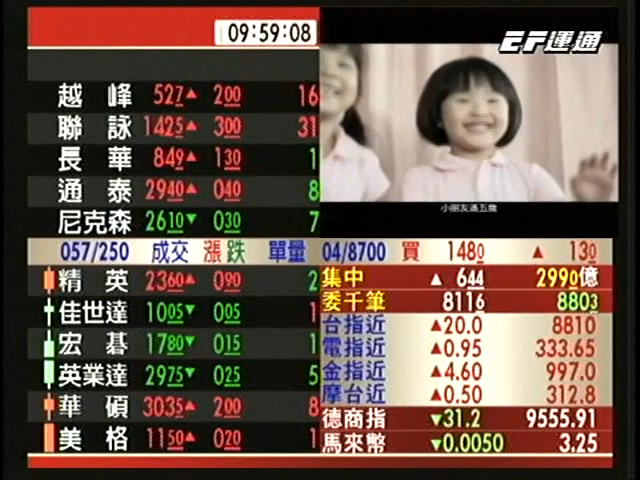 09:59:08
EF運通
越峰 527▲ 200 16
聯詠 1425▲ 300 31
長華 849▲ 130 1
通泰 2940▲ 040 8
尼克森 2610▼ 030 7
小朋友滿五歲
057/250 成交 漲跌 單量 04/8700 買 1480 ▲ 130
精英 2360▲ 090 2
佳世達 1005▼ 005 1
宏碁 1780▼ 015 1
英業達 2975▼ 025 5
華碩 3035▲ 200 8
美格 1150▲ 020 1
集中 ▲ 644 2990億
委千筆 8116 8803
台指近 ▲20.0 8810
電指近 ▲0.95 333.65
金指近 ▲4.60 997.0
摩台近 ▲0.50 312.8
德商指 ▼31.2 9555.91
馬來幣 ▼0.0050 3.25